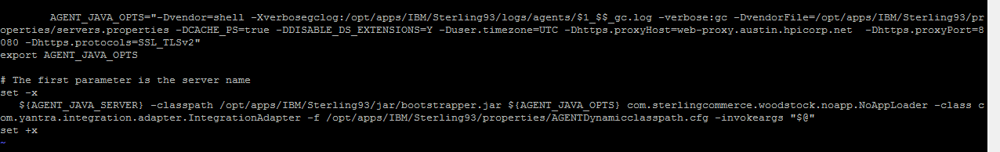 AGENT_JAVA_OPTS="-Dvendor=shell -Xverbosegclog:/opt/apps/IBM/Sterling93/logs/agents/$1_$$_gc.log -verbose:gc -DvendorFile=/opt/apps/IBM/Sterling93/pr
operties/servers.properties -DCACHE_PS=true -DDISABLE_DS_EXTENSIONS=Y -Duser.timezone=UTC -Dhttps.proxyHost=web-proxy.austin.hpicorp.net  -Dhttps.proxyPort=8
080 -Dhttps.protocols=SSL_TLSv2"
export AGENT_JAVA_OPTS
# The first parameter is the server name
set -x
${AGENT_JAVA_SERVER} -classpath /opt/apps/IBM/Sterling93/jar/bootstrapper.jar ${AGENT_JAVA_OPTS} com.sterlingcommerce.woodstock.noapp.NoAppLoader -class c
om.yantra.integration.adapter.IntegrationAdapter -f /opt/apps/IBM/Sterling93/properties/AGENTDynamicclasspath.cfg -invokeargs "$@"
set +x
~